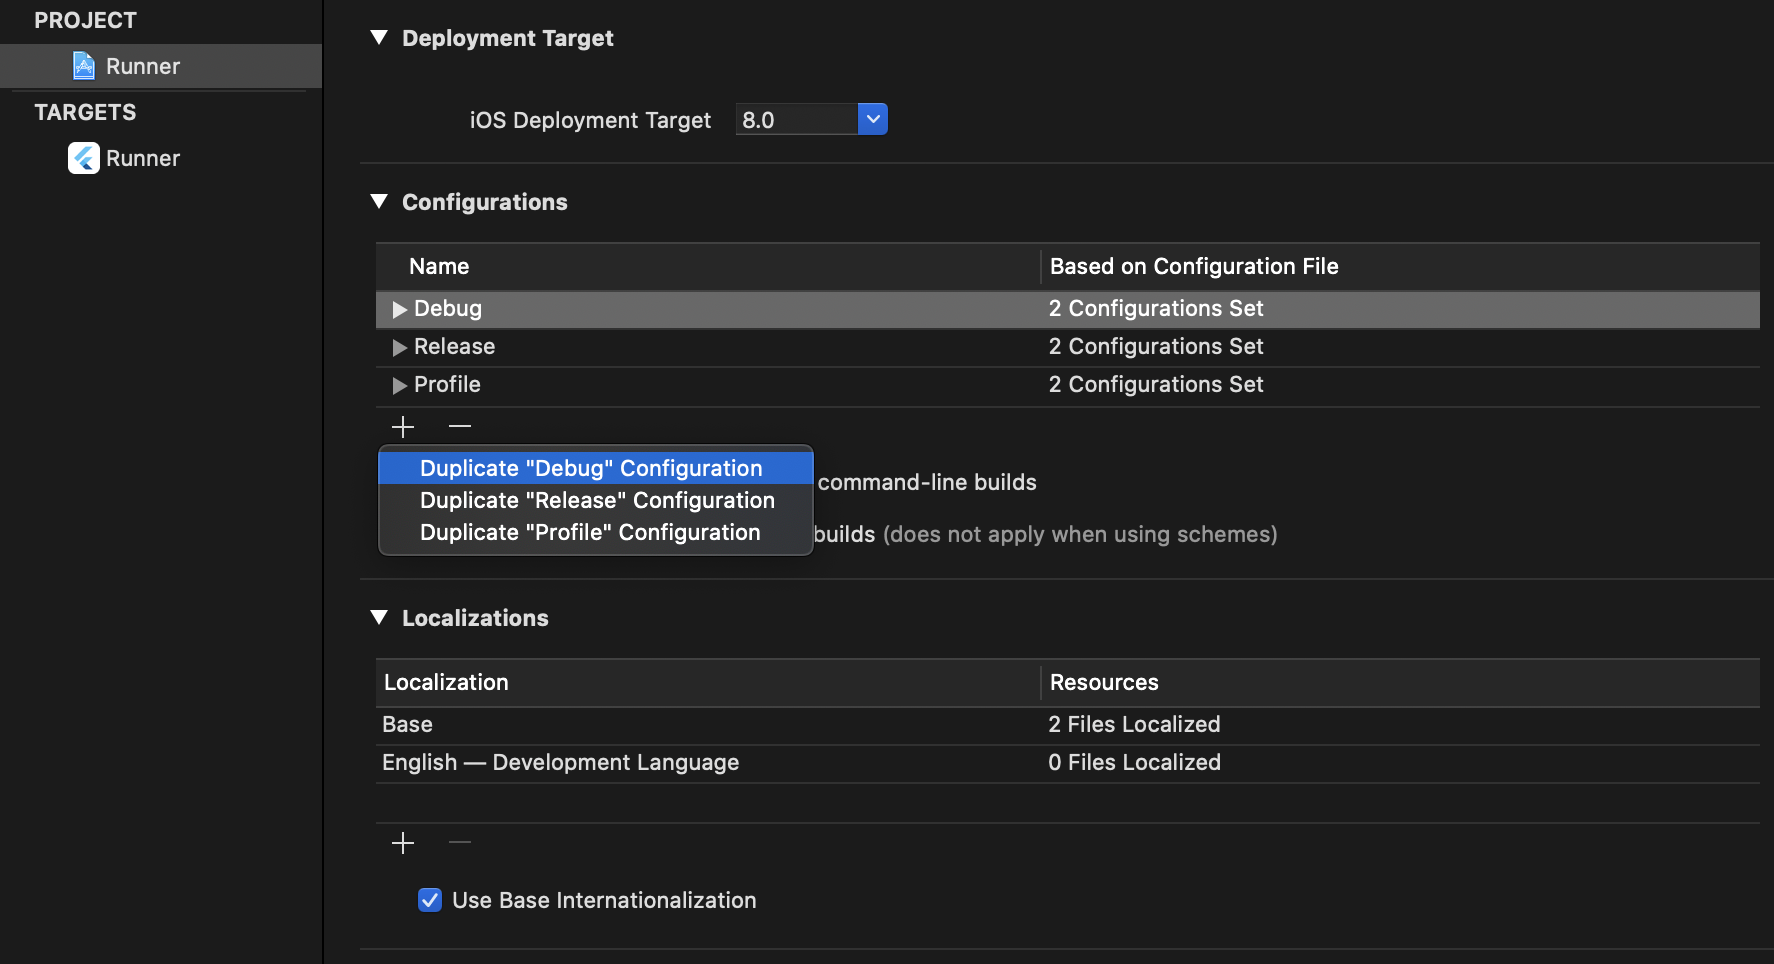 PROJECT
Runner
TARGETS
Runner
Deployment Target
iOS Deployment Target 8.0
Configurations
Name Based on Configuration File
Debug 2 Configurations Set
Release 2 Configurations Set
Profile 2 Configurations Set
Duplicate "Debug" Configuration
command-line builds
Duplicate "Release" Configuration
Duplicate "Profile" Configuration
builds (does not apply when using schemes)
Localizations
Localization Resources
Base 2 Files Localized
English — Development Language 0 Files Localized
Use Base Internationalization